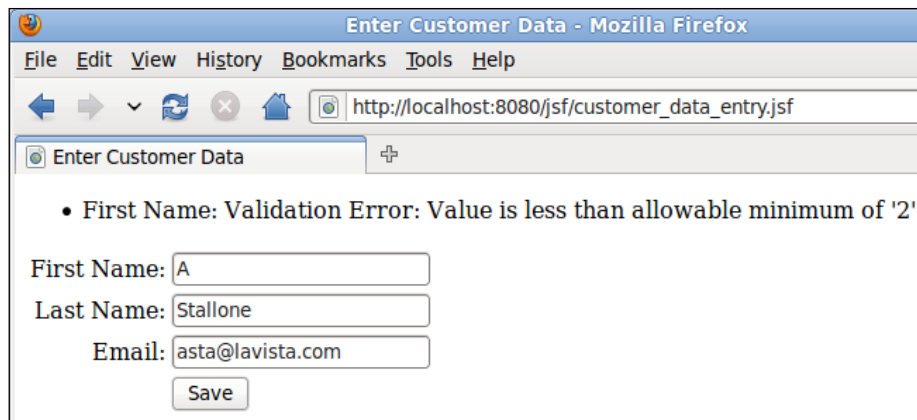 Enter Customer Data - Mozilla Firefox
File Edit View History Bookmarks Tools Help
http://localhost:8080/jsf/customer_data_entry.jsf
Enter Customer Data
• First Name: Validation Error: Value is less than allowable minimum of '2'
First Name: A
Last Name: Stallone
Email: asta@lavista.com
Save